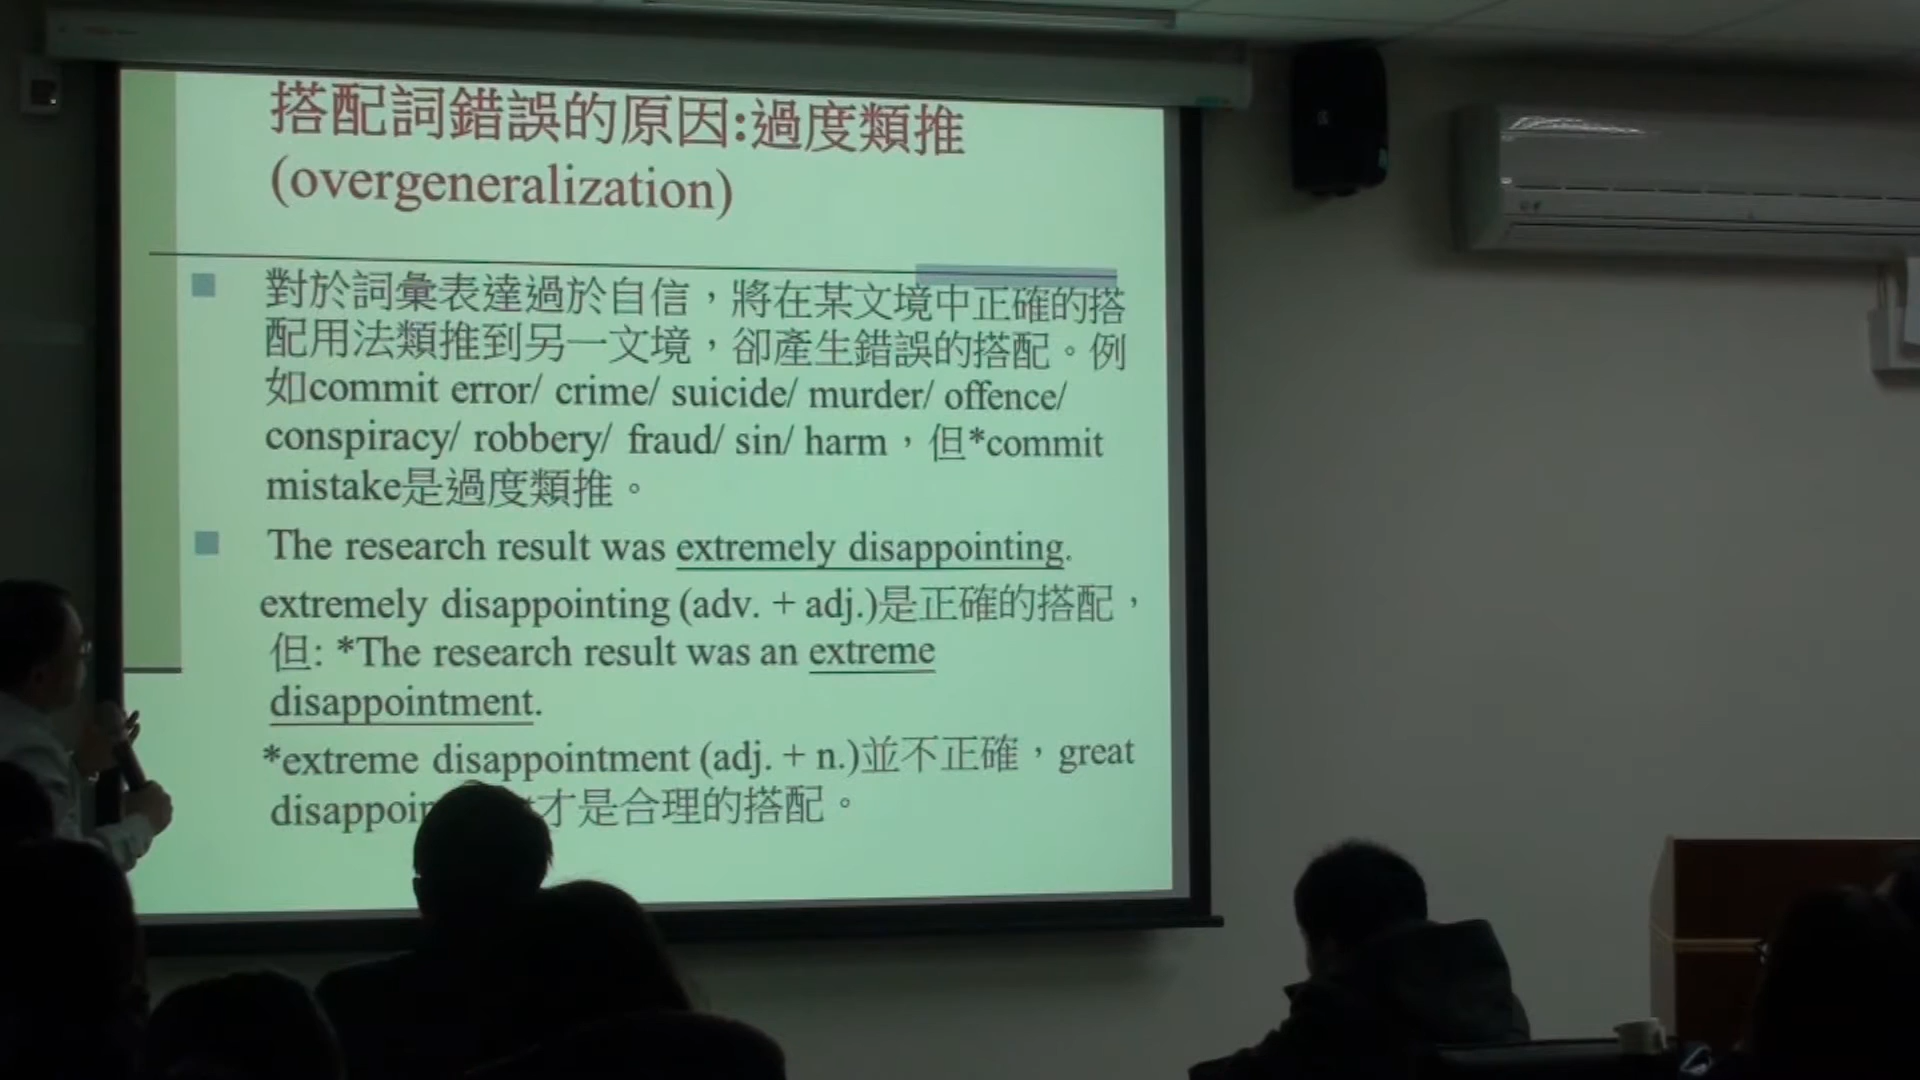 搭配詞錯誤的原因:過度類推
(overgeneralization)
對於詞彙表達過於自信，將在某文境中正確的搭
配用法類推到另一文境，卻產生錯誤的搭配。例
如commit error/ crime/ suicide/ murder/ offence/
conspiracy/ robbery/ fraud/ sin/ harm，但*commit
mistake是過度類推。
The research result was extremely disappointing.
extremely disappointing (adv. + adj.)是正確的搭配，
但: *The research result was an extreme
disappointment.
*extreme disappointment (adj. + n.)並不正確，great
才是合理的搭配。